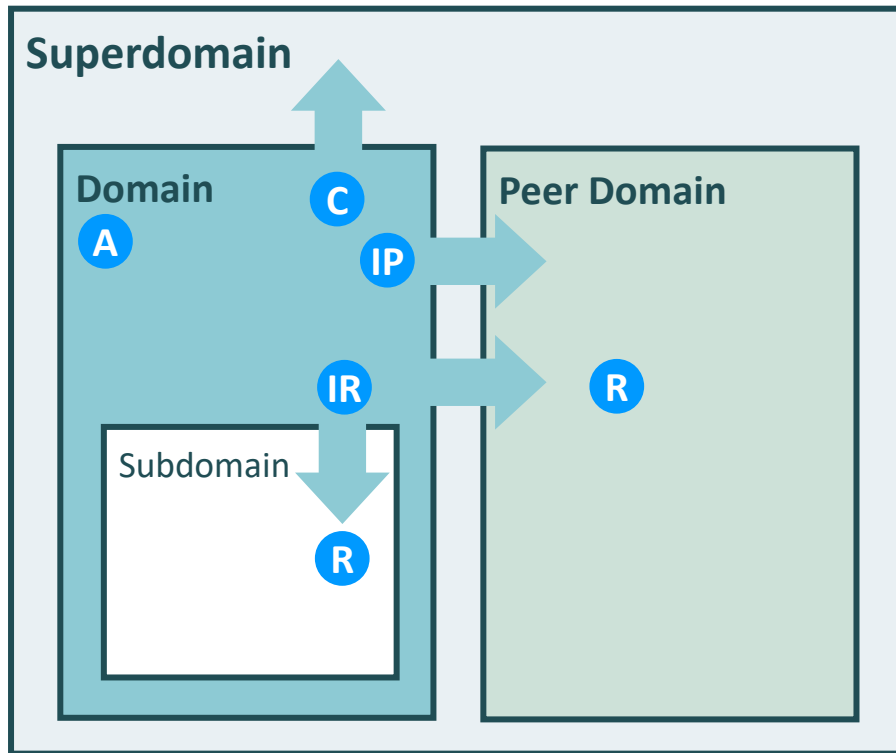 Superdomain
Domain
Peer Domain
C
A
IP
IR
R
Subdomain
R